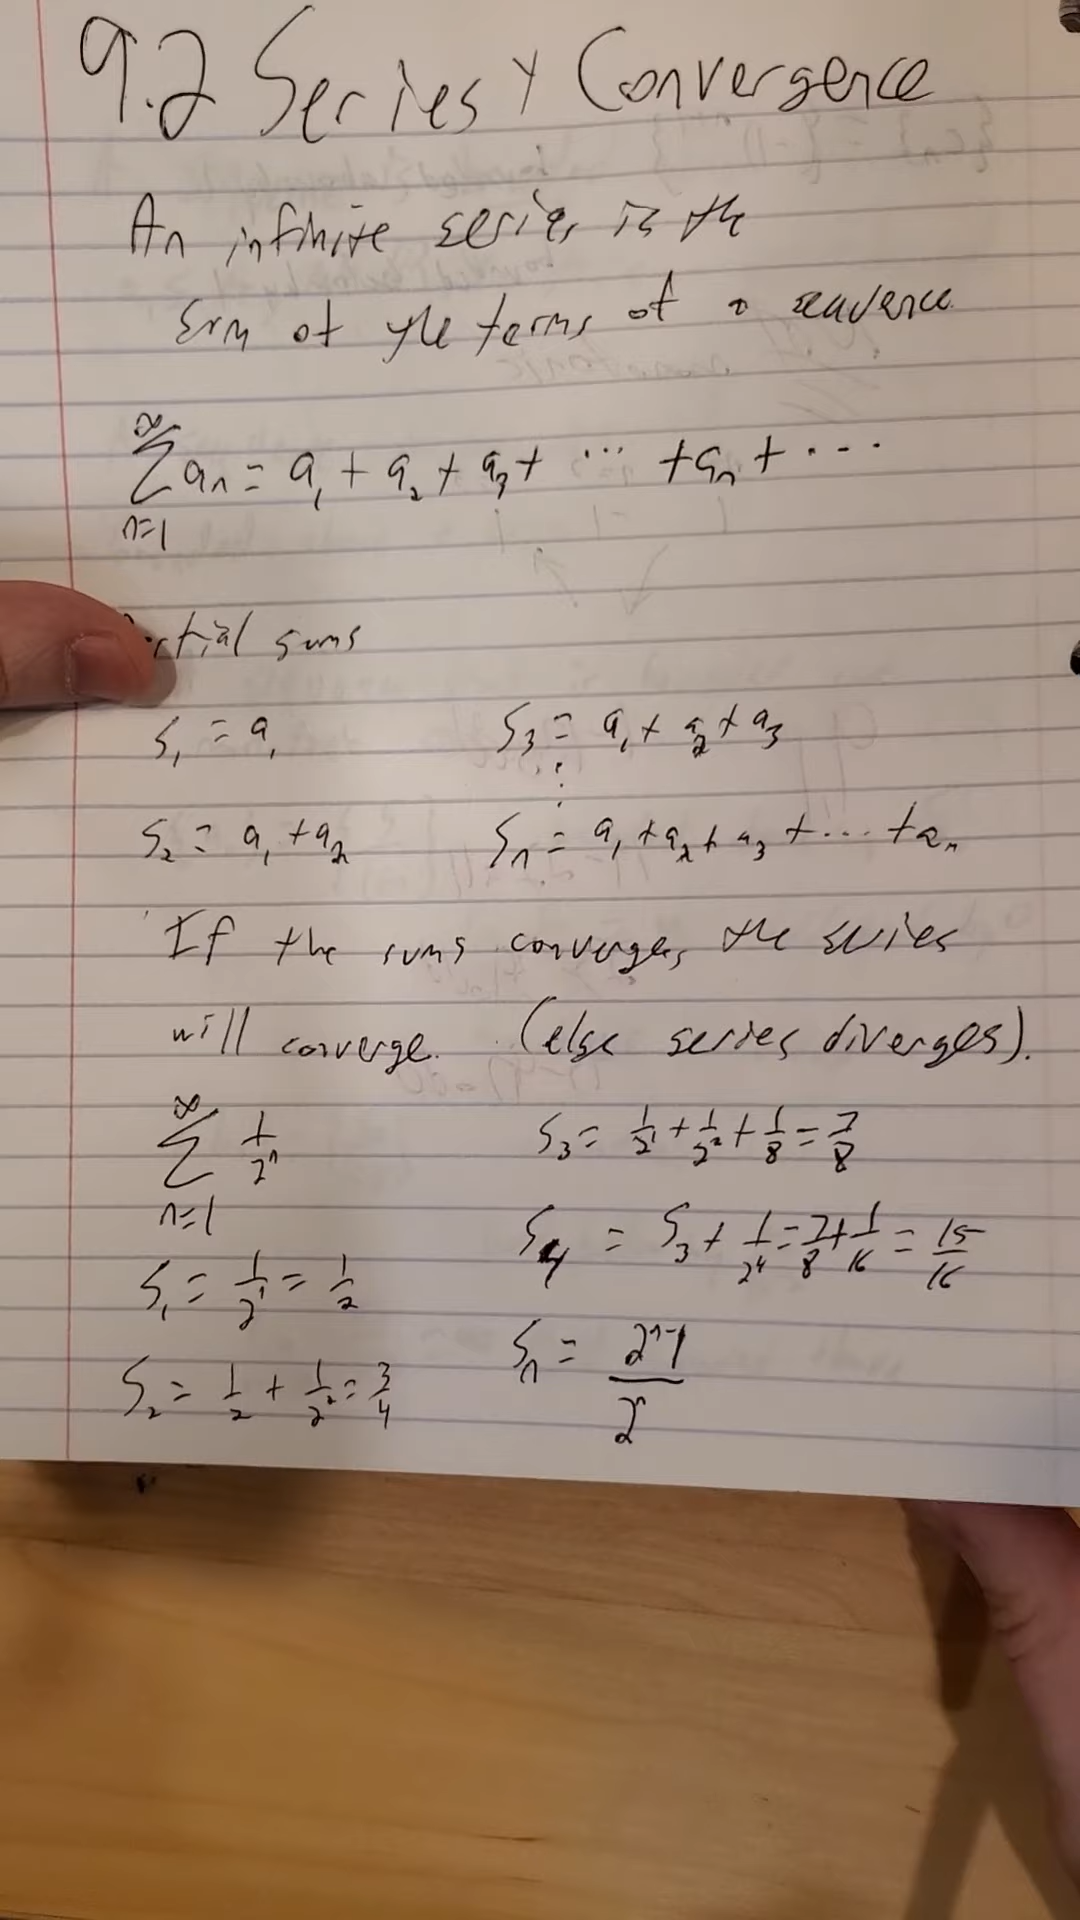 9.2 Series & Convergence
An infinite series is the
sum of the terms of a sequence
∞
∑ aₙ = a₁ + a₂ + a₃ + ... + aₙ + ...
n=1
rtial sums
S₁ = a₁
S₃ = a₁ + a₂ + a₃
⋮
S₂ = a₁ + a₂
Sₙ = a₁ + a₂ + a₃ + ... + aₙ
If the sums converges, the series
will converge. (else series diverges).
∞
∑ 1/2ⁿ
n=1
S₃ = 1/2¹ + 1/2² + 1/8 = 7/8
S₄ = S₃ + 1/2⁴ = 7/8 + 1/16 = 15/16
S₁ = 1/2¹ = 1/2
S₂ = 1/2 + 1/2² = 3/4
Sₙ = (2ⁿ-1)/2ⁿ